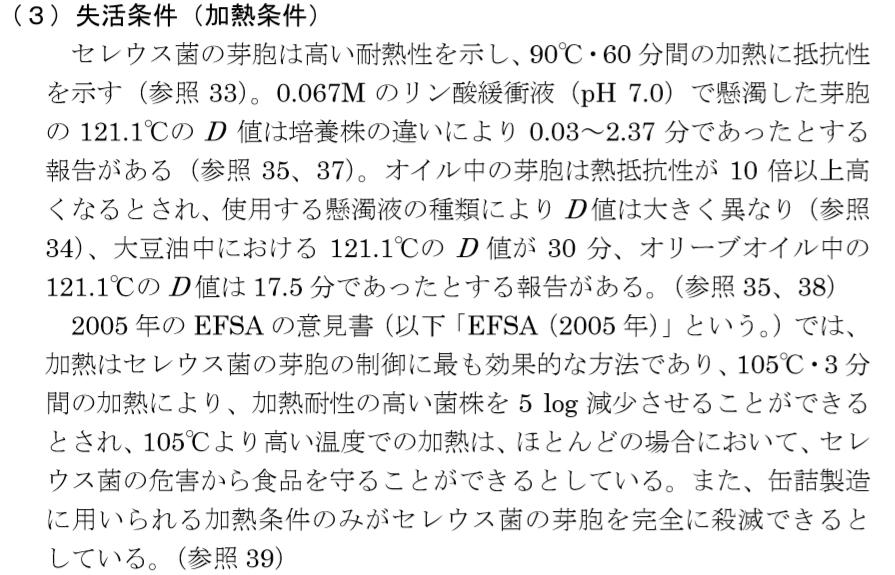 （３）失活条件（加熱条件）
セレウス菌の芽胞は高い耐熱性を示し、90℃・60 分間の加熱に抵抗性
を示す（参照 33）。0.067M のリン酸緩衝液（pH 7.0）で懸濁した芽胞
の 121.1℃の D 値は培養株の違いにより 0.03～2.37 分であったとする
報告がある（参照 35、37）。オイル中の芽胞は熱抵抗性が 10 倍以上高
くなるとされ、使用する懸濁液の種類により D 値は大きく異なり（参照
34）、大豆油中における 121.1℃の D 値が 30 分、オリーブオイル中の
121.1℃の D 値は 17.5 分であったとする報告がある。（参照 35、38）
2005 年の EFSA の意見書（以下「EFSA（2005 年）」という。）では、
加熱はセレウス菌の芽胞の制御に最も効果的な方法であり、105℃・3 分
間の加熱により、加熱耐性の高い菌株を 5 log 減少させることができる
とされ、105℃より高い温度での加熱は、ほとんどの場合において、セレ
ウス菌の危害から食品を守ることができるとしている。また、缶詰製造
に用いられる加熱条件のみがセレウス菌の芽胞を完全に殺滅できると
している。（参照 39）